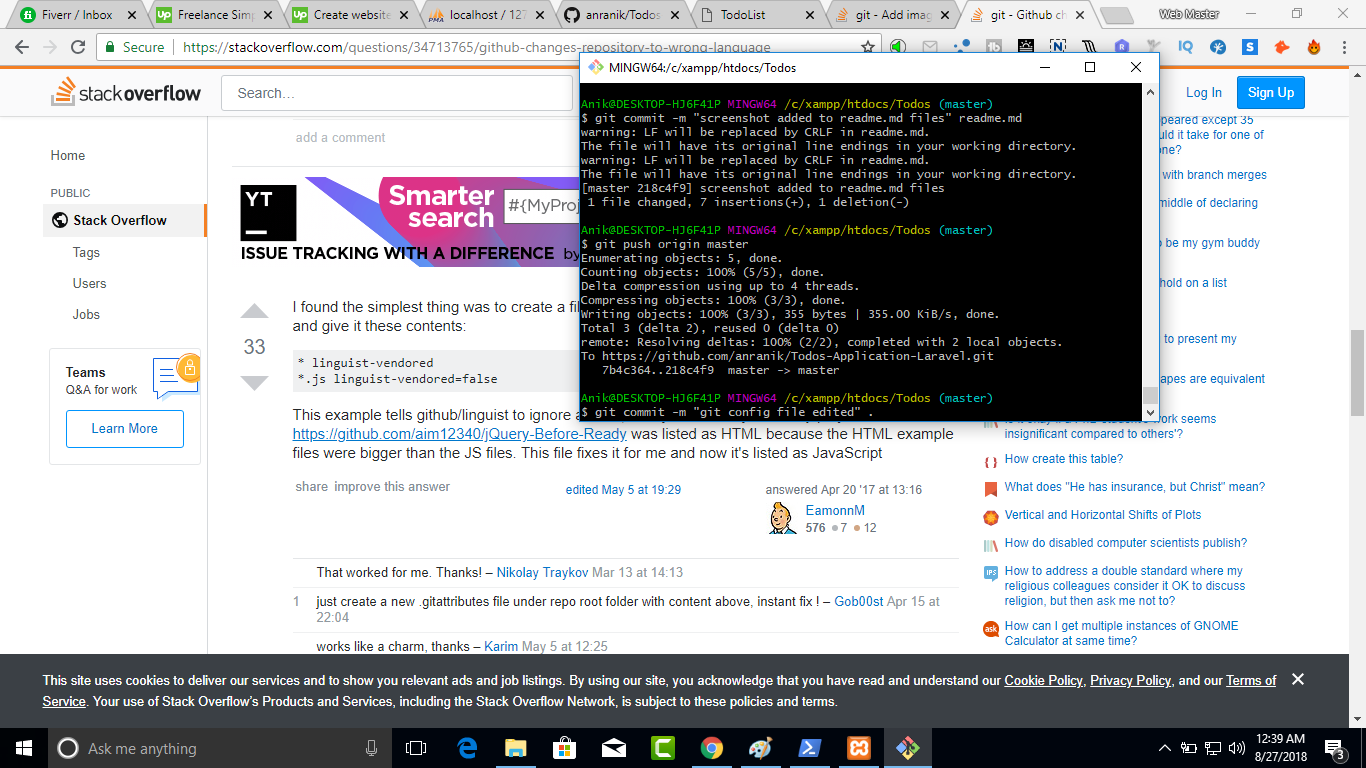 Fiverr / Inbox
Freelance Simp
Create website
localhost / 127
anranik/Todos
TodoList
git - Add imag
git - Github ch
Web Master
Secure
https://stackoverflow.com/questions/34713765/github-changes-repository-to-wrong-language
stack overflow
Search...
Log In
Sign Up
Home
PUBLIC
Stack Overflow
Tags
Users
Jobs
Teams
Q&A for work
Learn More
add a comment
YT
Smarter
search
#{MyProj
ISSUE TRACKING WITH A DIFFERENCE by
I found the simplest thing was to create a fil
and give it these contents:
33
* linguist-vendored
*.js linguist-vendored=false
This example tells github/linguist to ignore a
https://github.com/aim12340/jQuery-Before-Ready was listed as HTML because the HTML example
files were bigger than the JS files. This file fixes it for me and now it's listed as JavaScript
share improve this answer
edited May 5 at 19:29
answered Apr 20 '17 at 13:16
EamonnM
576 7 12
That worked for me. Thanks! – Nikolay Traykov Mar 13 at 14:13
1
just create a new .gitattributes file under repo root folder with content above, instant fix ! – Gob00st Apr 15 at
22:04
works like a charm, thanks – Karim May 5 at 12:25
MINGW64:/c/xampp/htdocs/Todos
Anik@DESKTOP-HJ6F41P MINGW64 /c/xampp/htdocs/Todos (master)
$ git commit -m "screenshot added to readme.md files" readme.md
warning: LF will be replaced by CRLF in readme.md.
The file will have its original line endings in your working directory.
warning: LF will be replaced by CRLF in readme.md.
The file will have its original line endings in your working directory.
[master 218c4f9] screenshot added to readme.md files
1 file changed, 7 insertions(+), 1 deletion(-)
Anik@DESKTOP-HJ6F41P MINGW64 /c/xampp/htdocs/Todos (master)
$ git push origin master
Enumerating objects: 5, done.
Counting objects: 100% (5/5), done.
Delta compression using up to 4 threads.
Compressing objects: 100% (3/3), done.
Writing objects: 100% (3/3), 355 bytes | 355.00 KiB/s, done.
Total 3 (delta 2), reused 0 (delta 0)
remote: Resolving deltas: 100% (2/2), completed with 2 local objects.
To https://github.com/anranik/Todos-Application-Laravel.git
7b4c364..218c4f9 master -> master
Anik@DESKTOP-HJ6F41P MINGW64 /c/xampp/htdocs/Todos (master)
$ git commit -m "git config file edited" .
peared except 35
uld it take for one of
one?
with branch merges
middle of declaring
o be my gym buddy
hold on a list
to present my
apes are equivalent
work seems
insignificant compared to others'?
How create this table?
What does "He has insurance, but Christ" mean?
Vertical and Horizontal Shifts of Plots
How do disabled computer scientists publish?
IPS
How to address a double standard where my
religious colleagues consider it OK to discuss
religion, but then ask me not to?
ask
How can I get multiple instances of GNOME
Calculator at same time?
This site uses cookies to deliver our services and to show you relevant ads and job listings. By using our site, you acknowledge that you have read and understand our Cookie Policy, Privacy Policy, and our Terms of
Service. Your use of Stack Overflow's Products and Services, including the Stack Overflow Network, is subject to these policies and terms.
Ask me anything
12:39 AM
8/27/2018
3